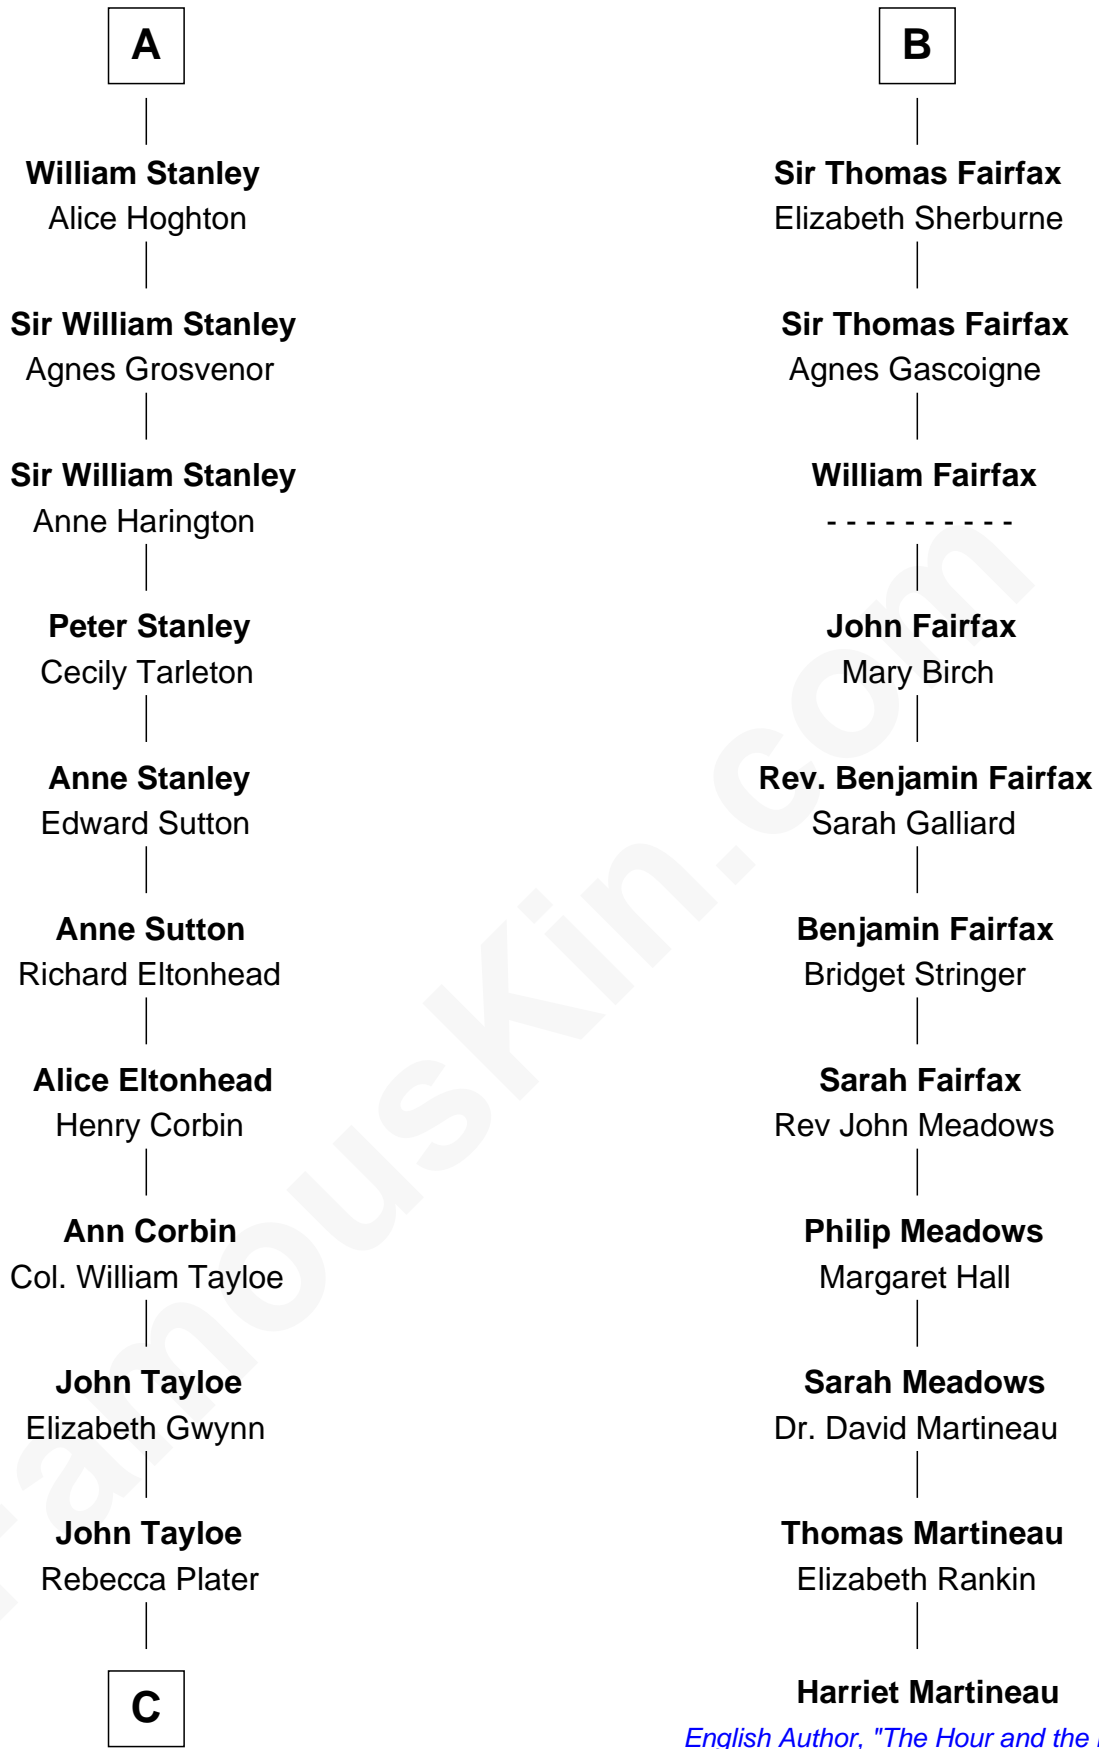 A
William Stanley
Alice Hoghton
Sir William Stanley
Agnes Grosvenor
Sir William Stanley
Anne Harington
Peter Stanley
Cecily Tarleton
Anne Stanley
Edward Sutton
Anne Sutton
Richard Eltonhead
Alice Eltonhead
Henry Corbin
Ann Corbin
Col. William Tayloe
John Tayloe
Elizabeth Gwynn
John Tayloe
Rebecca Plater
C
B
Sir Thomas Fairfax
Elizabeth Sherburne
Sir Thomas Fairfax
Agnes Gascoigne
William Fairfax
- - - - - - - - - -
John Fairfax
Mary Birch
Rev. Benjamin Fairfax
Sarah Galliard
Benjamin Fairfax
Bridget Stringer
Sarah Fairfax
Rev John Meadows
Philip Meadows
Margaret Hall
Sarah Meadows
Dr. David Martineau
Thomas Martineau
Elizabeth Rankin
Harriet Martineau
English Author, "The Hour and the
FamousKin.com